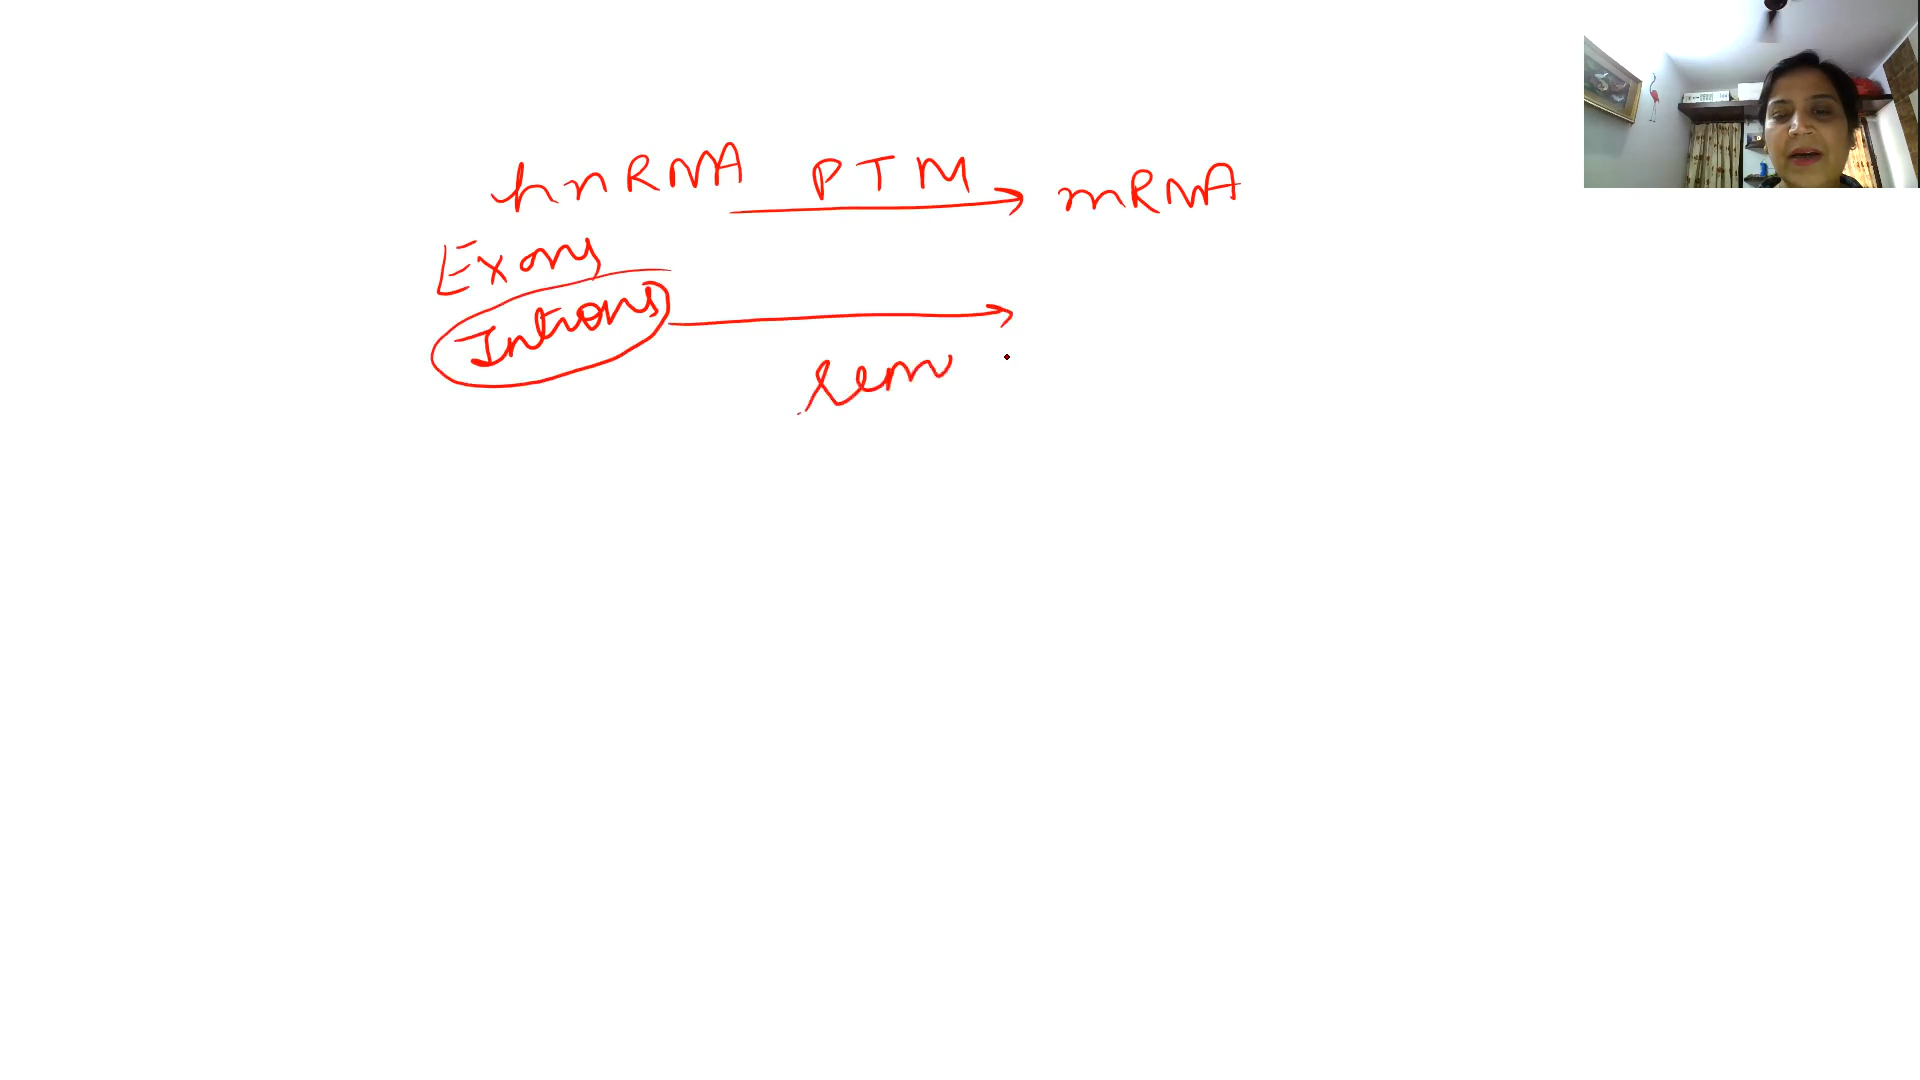 hnRNA PTM → mRNA
Exons
Introns →
rem